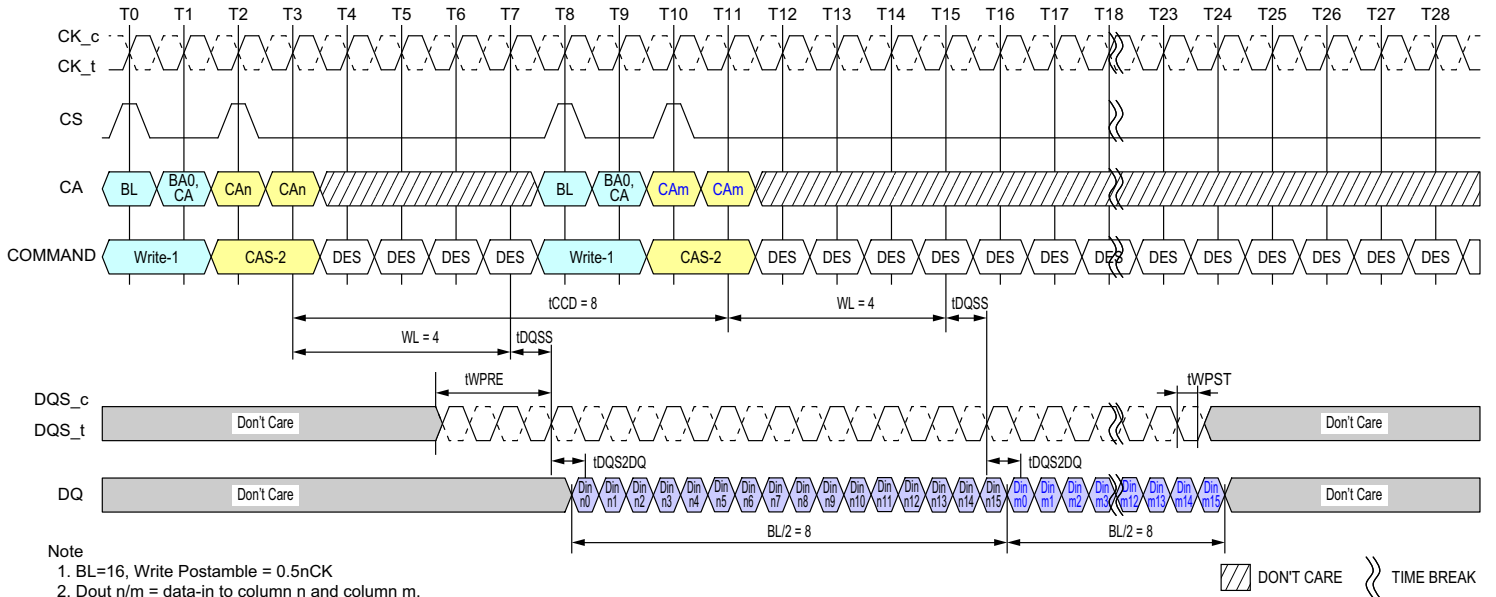 T0 T1 T2 T3 T4 T5 T6 T7 T8 T9 T10 T11 T12 T13 T14 T15 T16 T17 T18 T23 T24 T25 T26 T27 T28
CK_c
CK_t
CS
CA BL BA0, CA CAn CAn BL BA0, CA CAm CAm
COMMAND Write-1 CAS-2 DES DES DES DES Write-1 CAS-2 DES DES DES DES DES DES DES DES DES DES DES DES DES
tCCD = 8 WL = 4 tDQSS
WL = 4 tDQSS
tWPRE tWPST
DQS_c
DQS_t
Don't Care Don't Care
tDQS2DQ tDQS2DQ
DQ Don't Care Din n0 Din n1 Din n2 Din n3 Din n4 Din n5 Din n6 Din n7 Din n8 Din n9 Din n10 Din n11 Din n12 Din n13 Din n14 Din n15 Din m0 Din m1 Din m2 Din m3 Din m12 Din m13 Din m14 Din m15 Don't Care
BL/2 = 8 BL/2 = 8
Note
1. BL=16, Write Postamble = 0.5nCK
2. Dout n/m = data-in to column n and column m.
DON'T CARE TIME BREAK